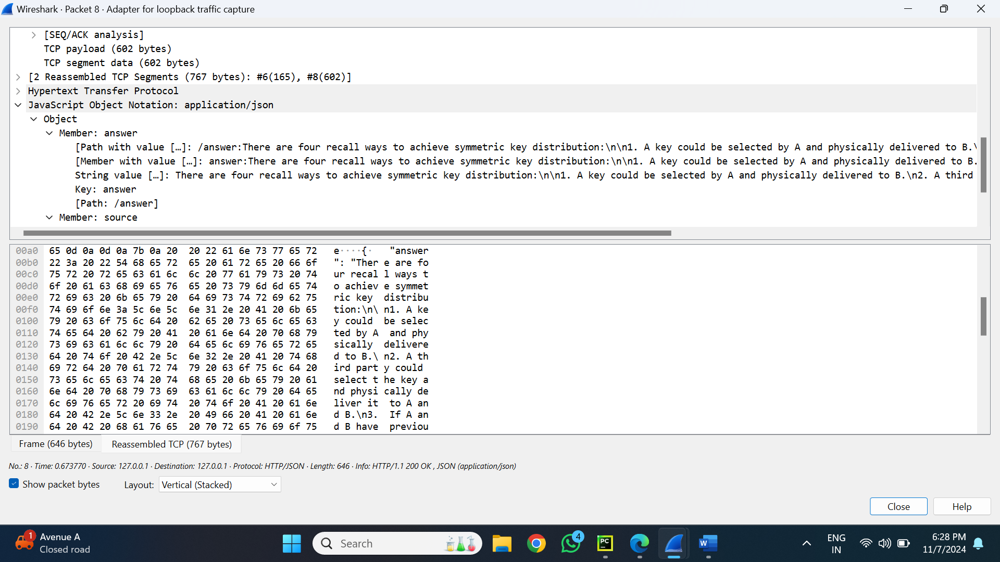 Wireshark · Packet 8 · Adapter for loopback traffic capture
[SEQ/ACK analysis]
TCP payload (602 bytes)
TCP segment data (602 bytes)
[2 Reassembled TCP Segments (767 bytes): #6(165), #8(602)]
Hypertext Transfer Protocol
JavaScript Object Notation: application/json
Object
Member: answer
[Path with value […]: /answer:There are four recall ways to achieve symmetric key distribution:\n\n1. A key could be selected by A and physically delivered to B.\
[Member with value […]: answer:There are four recall ways to achieve symmetric key distribution:\n\n1. A key could be selected by A and physically delivered to B.
String value […]: There are four recall ways to achieve symmetric key distribution:\n\n1. A key could be selected by A and physically delivered to B.\n2. A third
Key: answer
[Path: /answer]
Member: source
00a0 65 0d 0a 0d 0a 7b 0a 20 20 22 61 6e 73 77 65 72 e····{· "answer
00b0 22 3a 20 22 54 68 65 72 65 20 61 72 65 20 66 6f ": "Ther e are fo
00c0 75 72 20 72 65 63 61 6c 6c 20 77 61 79 73 20 74 ur recal l ways t
00d0 6f 20 61 63 68 69 65 76 65 20 73 79 6d 6d 65 74 o achiev e symmet
00e0 72 69 63 20 6b 65 79 20 64 69 73 74 72 69 62 75 ric key distribu
00f0 74 69 6f 6e 3a 5c 6e 5c 6e 31 2e 20 41 20 6b 65 tion:\n\ n1. A ke
0100 79 20 63 6f 75 6c 64 20 62 65 20 73 65 6c 65 63 y could be selec
0110 74 65 64 20 62 79 20 41 20 61 6e 64 20 70 68 79 ted by A and phy
0120 73 69 63 61 6c 6c 79 20 64 65 6c 69 76 65 72 65 sically delivere
0130 64 20 74 6f 20 42 2e 5c 6e 32 2e 20 41 20 74 68 d to B.\ n2. A th
0140 69 72 64 20 70 61 72 74 79 20 63 6f 75 6c 64 20 ird part y could
0150 73 65 6c 65 63 74 20 74 68 65 20 6b 65 79 20 61 select t he key a
0160 6e 64 20 70 68 79 73 69 63 61 6c 6c 79 20 64 65 nd physi cally de
0170 6c 69 76 65 72 20 69 74 20 74 6f 20 41 20 61 6e liver it to A an
0180 64 20 42 2e 5c 6e 33 2e 20 49 66 20 41 20 61 6e d B.\n3. If A an
0190 64 20 42 20 68 61 76 65 20 70 72 65 76 69 6f 75 d B have previou
Frame (646 bytes) Reassembled TCP (767 bytes)
No.: 8 · Time: 0.673770 · Source: 127.0.0.1 · Destination: 127.0.0.1 · Protocol: HTTP/JSON · Length: 646 · Info: HTTP/1.1 200 OK , JSON (application/json)
Show packet bytes Layout: Vertical (Stacked)
Close Help
1 Avenue A
Closed road
Search
4
PC
W
ENG
IN
6:28 PM
11/7/2024